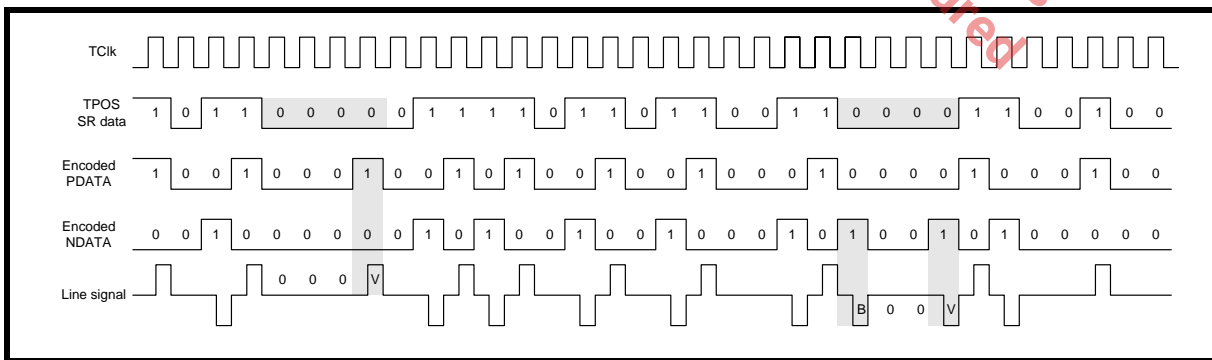 TClk
TPOS
SR data
1 0 1 1 0 0 0 0 0 1 1 1 1 0 1 1 0 1 1 0 0 1 1 0 0 0 0 1 1 0 0 1 0 0
Encoded
PDATA
1 0 0 1 0 0 0 1 0 0 1 0 1 0 0 1 0 0 1 0 0 0 1 0 0 0 0 1 0 0 0 1 0 0
Encoded
NDATA
0 0 1 0 0 0 0 0 0 1 0 1 0 0 1 0 0 1 0 0 0 1 0 1 0 0 1 0 1 0 0 0 0 0
Line signal
0 0 0 V
B 0 0 V